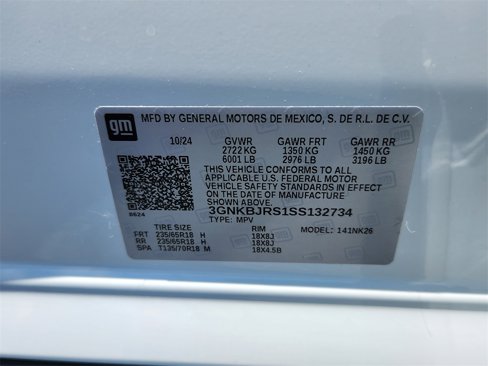 gm
MFD BY GENERAL MOTORS DE MEXICO, S. DE R.L. DE C.V.
10/24 GVWR GAWR FRT GAWR RR
2722 KG 1350 KG 1450 KG
6001 LB 2976 LB 3196 LB
THIS VEHICLE CONFORMS TO ALL
APPLICABLE U.S. FEDERAL MOTOR
VEHICLE SAFETY STANDARDS IN EFFECT
ON THE DATE OF MANUFACTURE SHOWN ABOVE.
3GNKBJRS1SS132734
TYPE: MPV
MODEL: 141NK26
TIRE SIZE RIM
FRT 235/65R18 H 18X8J
RR 235/65R18 H 18X8J
SPA T135/70R18 M 18X4.5B